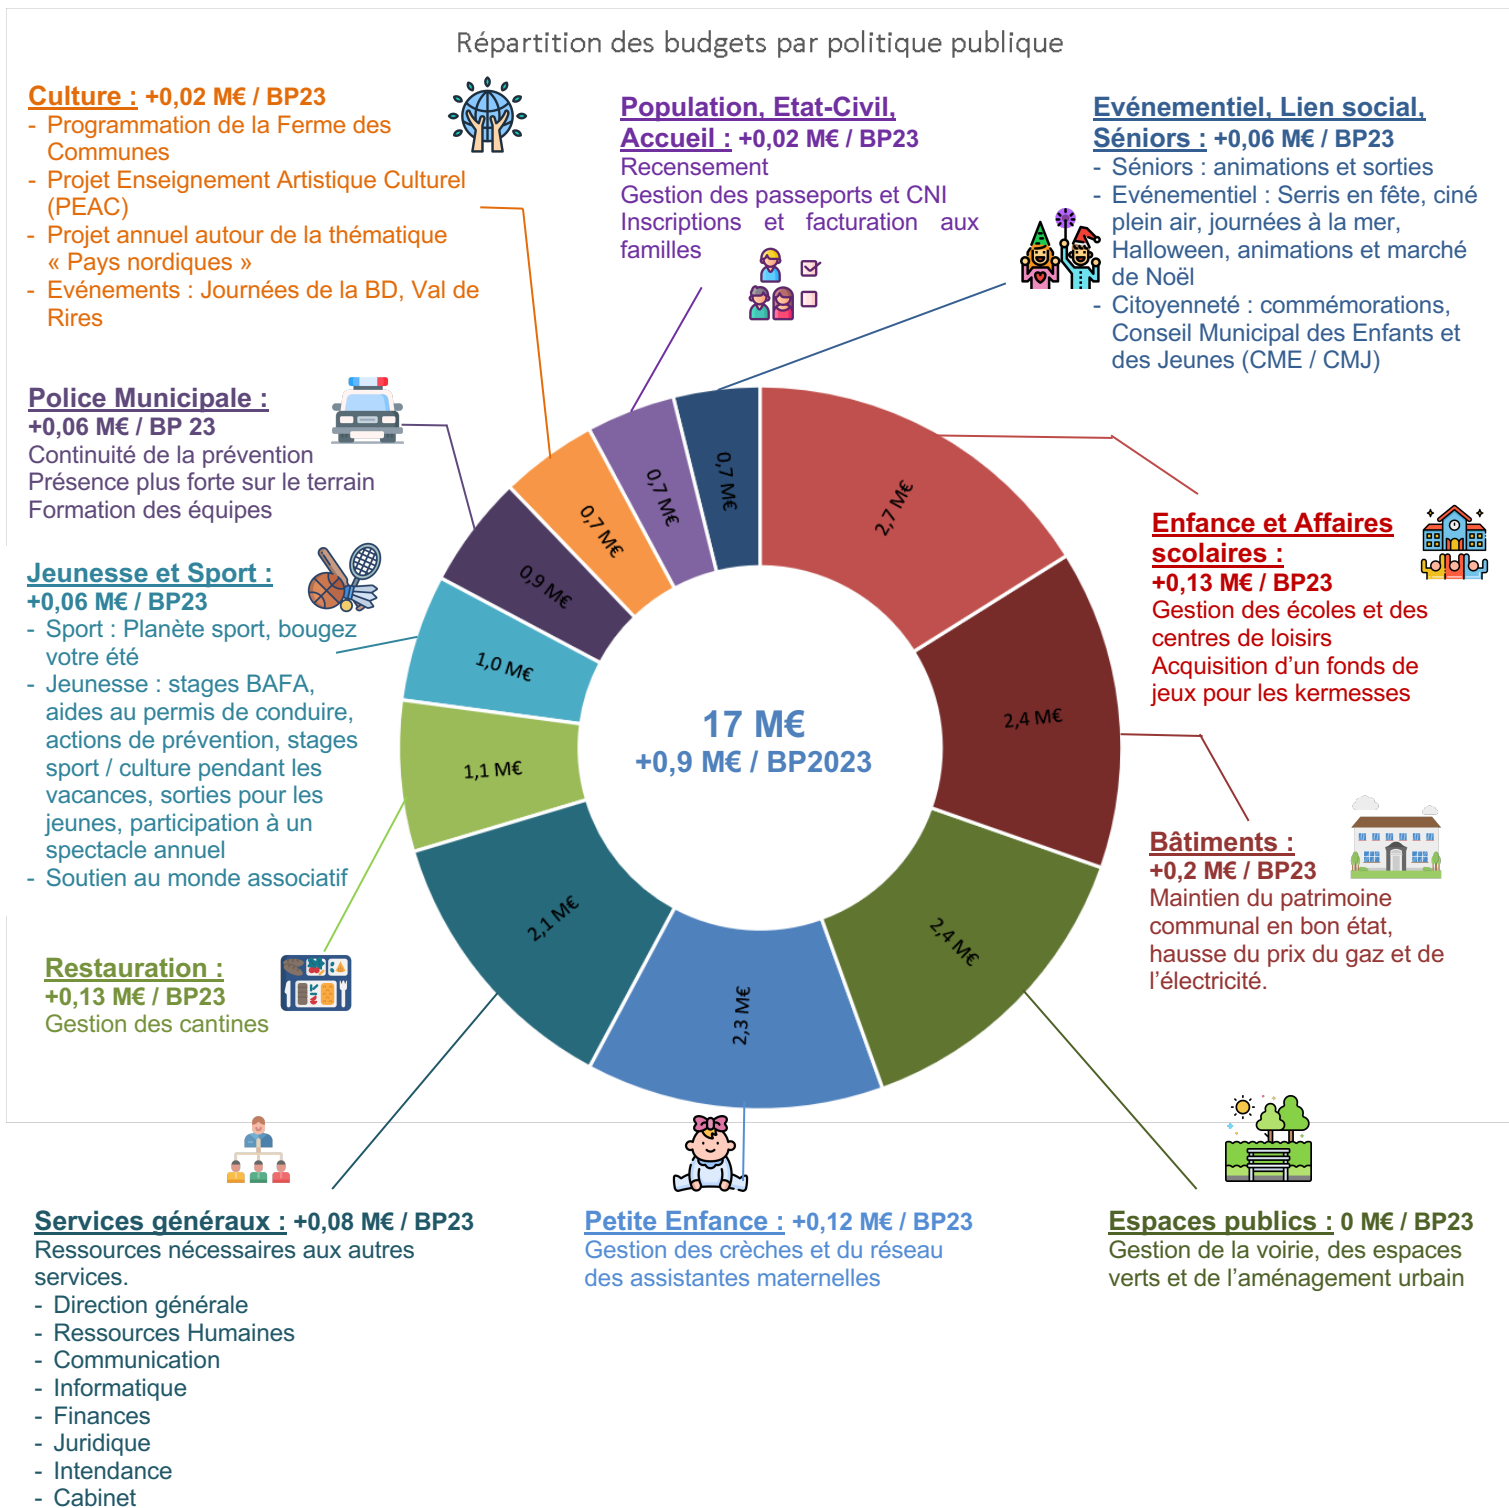 Répartition des budgets par politique publique
Culture : +0,02 M€ / BP23
- Programmation de la Ferme des
Communes
- Projet Enseignement Artistique Culturel
(PEAC)
- Projet annuel autour de la thématique
« Pays nordiques »
- Evénements : Journées de la BD, Val de
Rires
Population, Etat-Civil,
Accueil : +0,02 M€ / BP23
Recensement
Gestion des passeports et CNI
Inscriptions et facturation aux
familles
Evénementiel, Lien social,
Séniors : +0,06 M€ / BP23
- Séniors : animations et sorties
- Evénementiel : Serris en fête, ciné
plein air, journées à la mer,
Halloween, animations et marché
de Noël
- Citoyenneté : commémorations,
Conseil Municipal des Enfants et
des Jeunes (CME / CMJ)
Police Municipale :
+0,06 M€ / BP 23
Continuité de la prévention
Présence plus forte sur le terrain
Formation des équipes
Jeunesse et Sport :
+0,06 M€ / BP23
- Sport : Planète sport, bougez
votre été
- Jeunesse : stages BAFA,
aides au permis de conduire,
actions de prévention, stages
sport / culture pendant les
vacances, sorties pour les
jeunes, participation à un
spectacle annuel
- Soutien au monde associatif
Restauration :
+0,13 M€ / BP23
Gestion des cantines
2,7 M€
2,4 M€
2,4 M€
2,3 M€
2,1 M€
1,1 M€
1,0 M€
0,9 M€
0,7 M€
0,7 M€
0,7 M€
17 M€
+0,9 M€ / BP2023
Enfance et Affaires
scolaires :
+0,13 M€ / BP23
Gestion des écoles et des
centres de loisirs
Acquisition d'un fonds de
jeux pour les kermesses
Bâtiments :
+0,2 M€ / BP23
Maintien du patrimoine
communal en bon état,
hausse du prix du gaz et de
l'électricité.
Services généraux : +0,08 M€ / BP23
Ressources nécessaires aux autres
services.
- Direction générale
- Ressources Humaines
- Communication
- Informatique
- Finances
- Juridique
- Intendance
- Cabinet
Petite Enfance : +0,12 M€ / BP23
Gestion des crèches et du réseau
des assistantes maternelles
Espaces publics : 0 M€ / BP23
Gestion de la voirie, des espaces
verts et de l'aménagement urbain